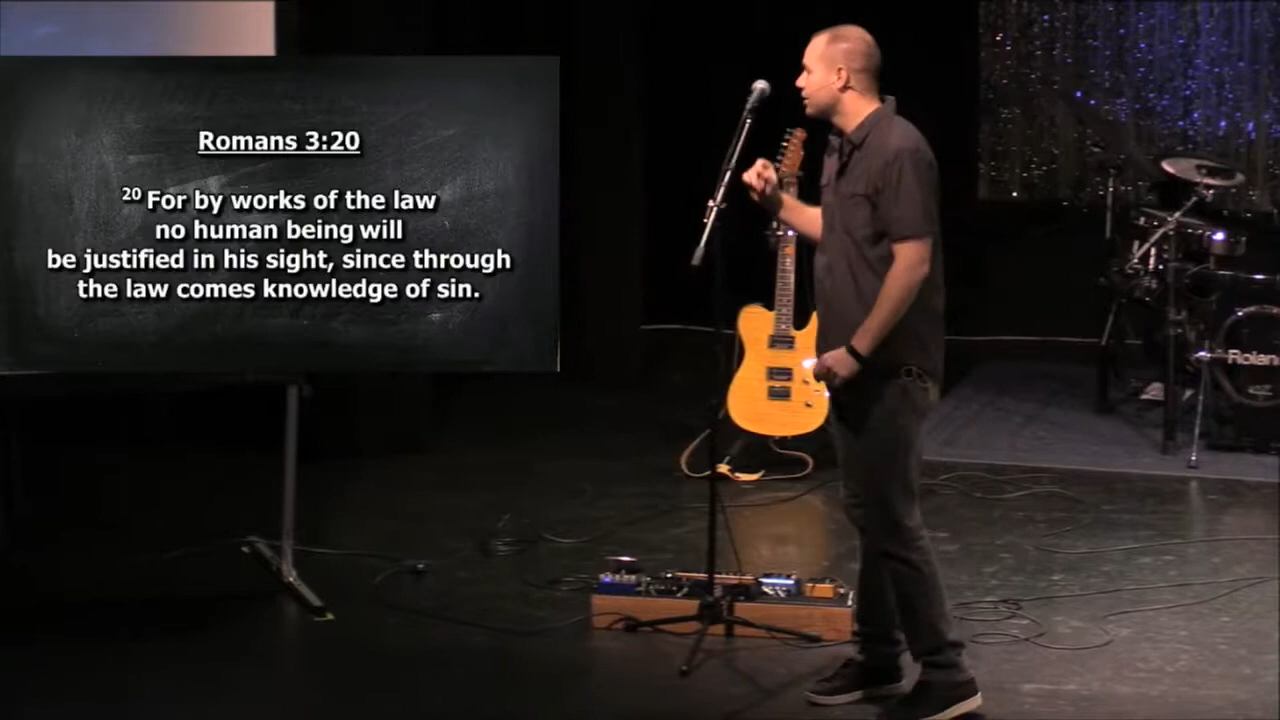 Romans 3:20
20 For by works of the law
no human being will
be justified in his sight, since through
the law comes knowledge of sin.
Roland